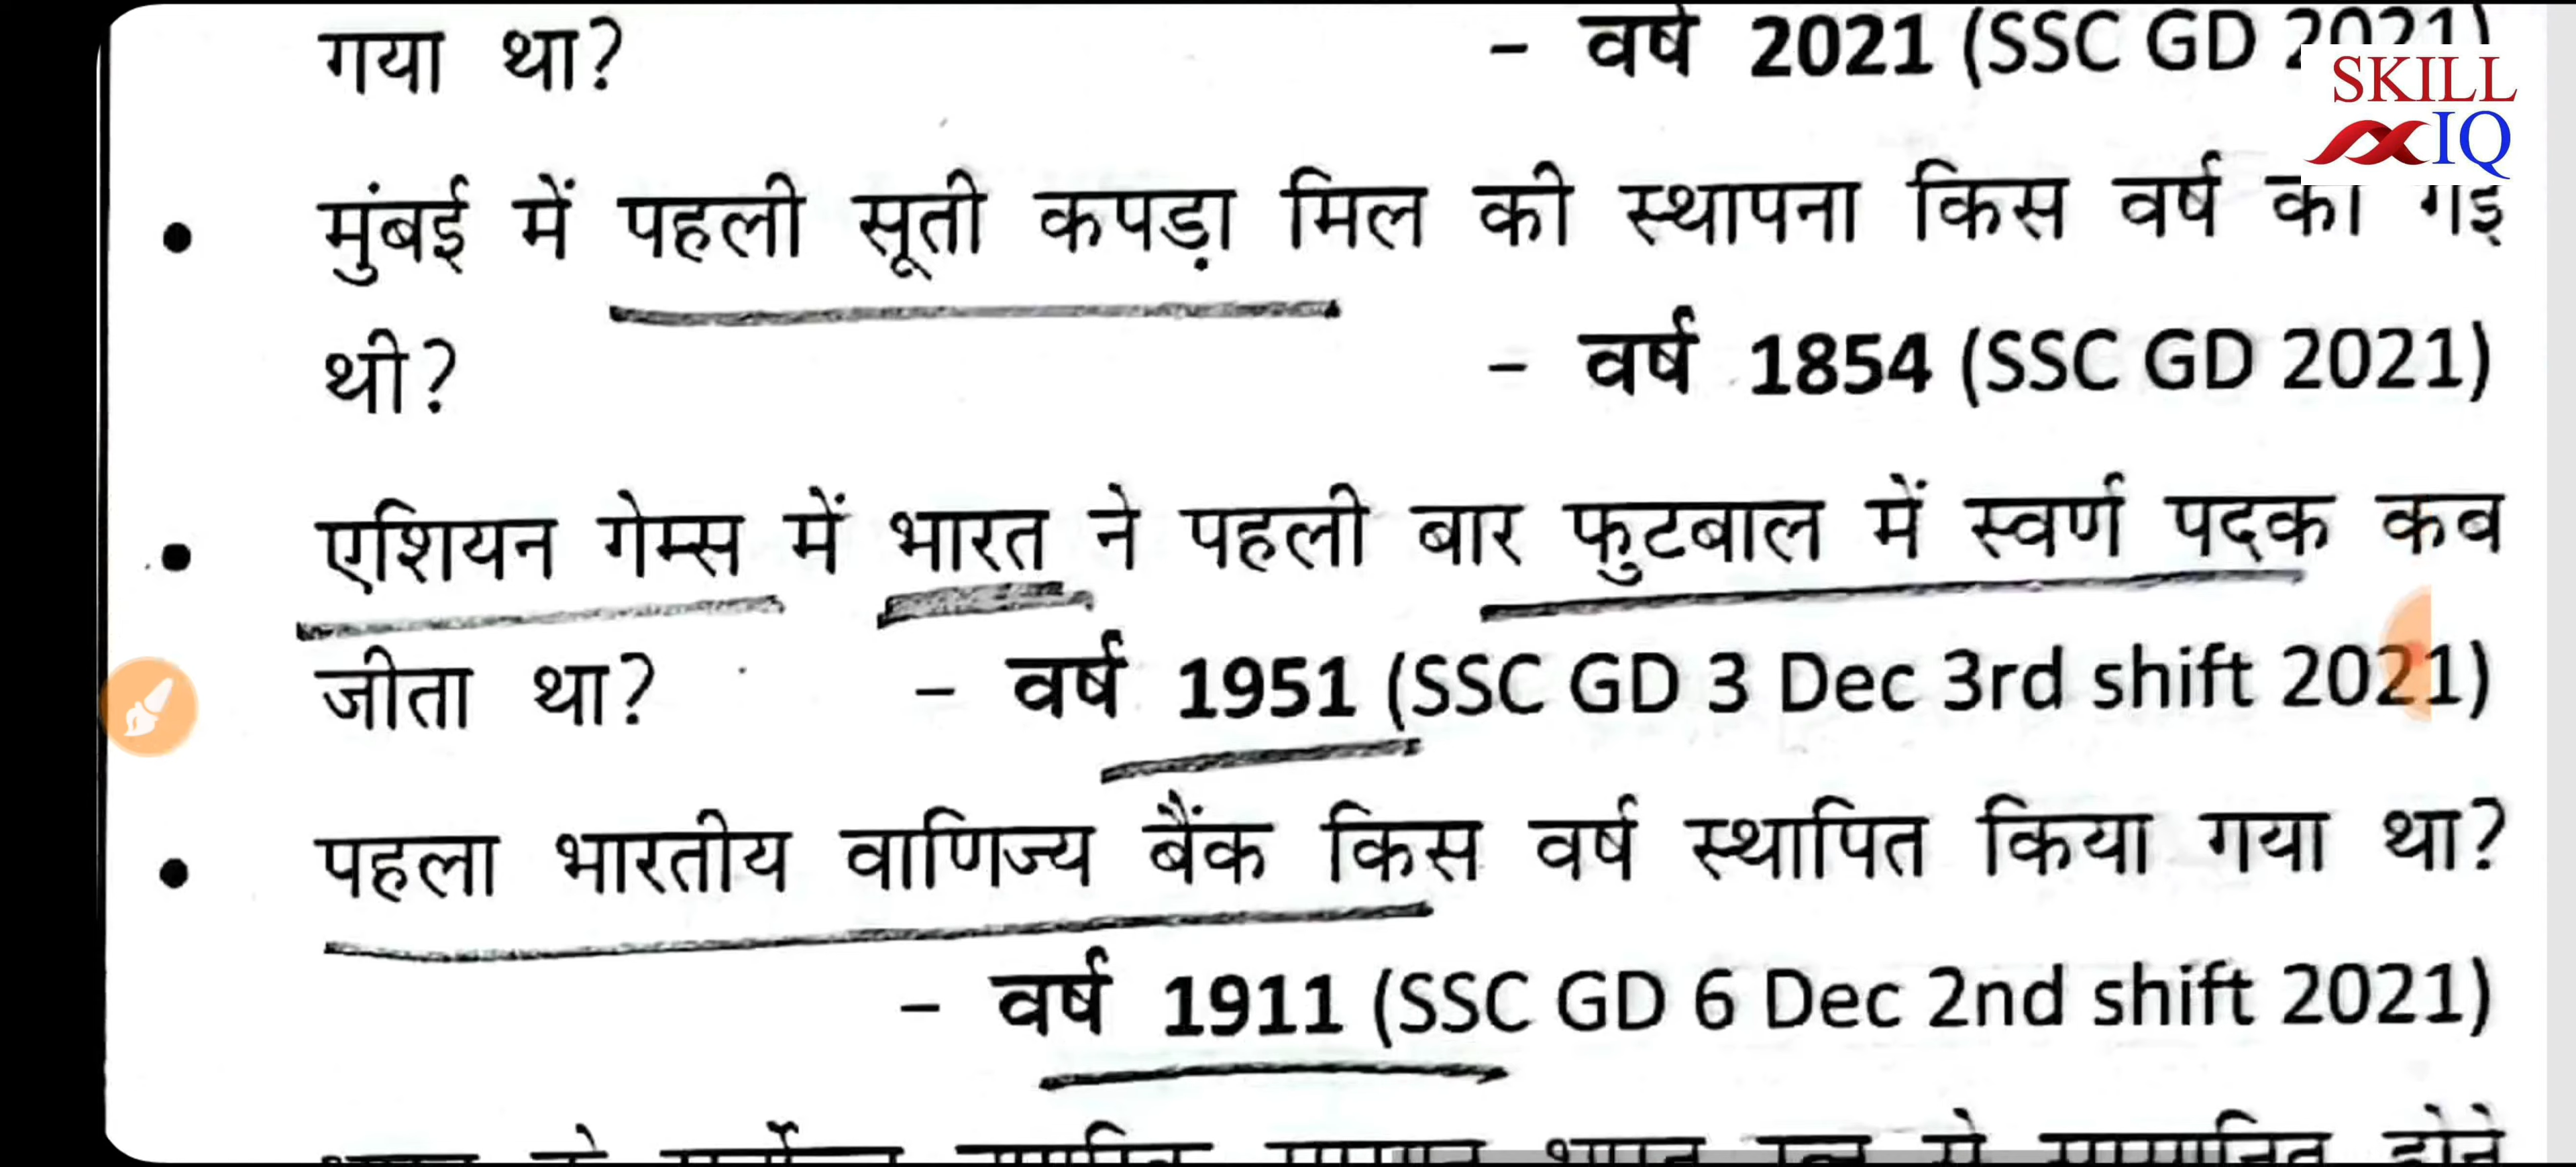 गया था? - वर्ष 2021 (SSC GD 2021)
SKILL
IQ
• मुंबई में पहली सूती कपड़ा मिल की स्थापना किस वर्ष की गई
थी? - वर्ष 1854 (SSC GD 2021)
• एशियन गेम्स में भारत ने पहली बार फुटबाल में स्वर्ण पदक कब
जीता था? - वर्ष 1951 (SSC GD 3 Dec 3rd shift 2021)
• पहला भारतीय वाणिज्य बैंक किस वर्ष स्थापित किया गया था?
- वर्ष 1911 (SSC GD 6 Dec 2nd shift 2021)